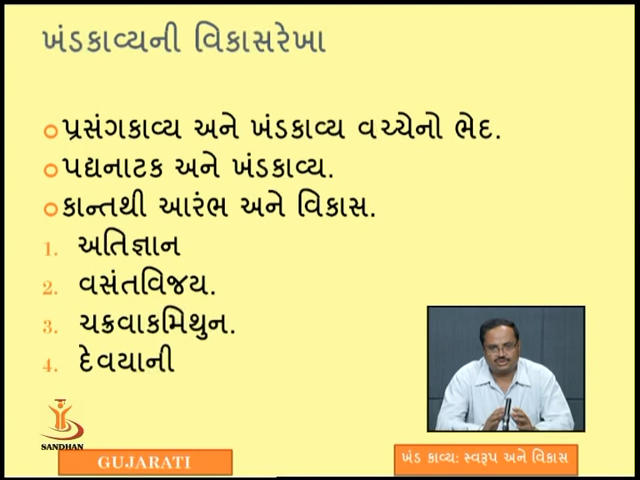 ખંડકાવ્યની વિકાસરેખા
પ્રસંગકાવ્ય અને ખંડકાવ્ય વચ્ચેનો ભેદ.
પદ્યનાટક અને ખંડકાવ્ય.
કાન્તથી આરંભ અને વિકાસ.
1. અતિજ્ઞાન
2. વસંતવિજય.
3. ચક્રવાકમિથુન.
4. દેવયાની
SANDHAN
GUJARATI
ખંડ કાવ્ય: સ્વરૂપ અને વિકાસ